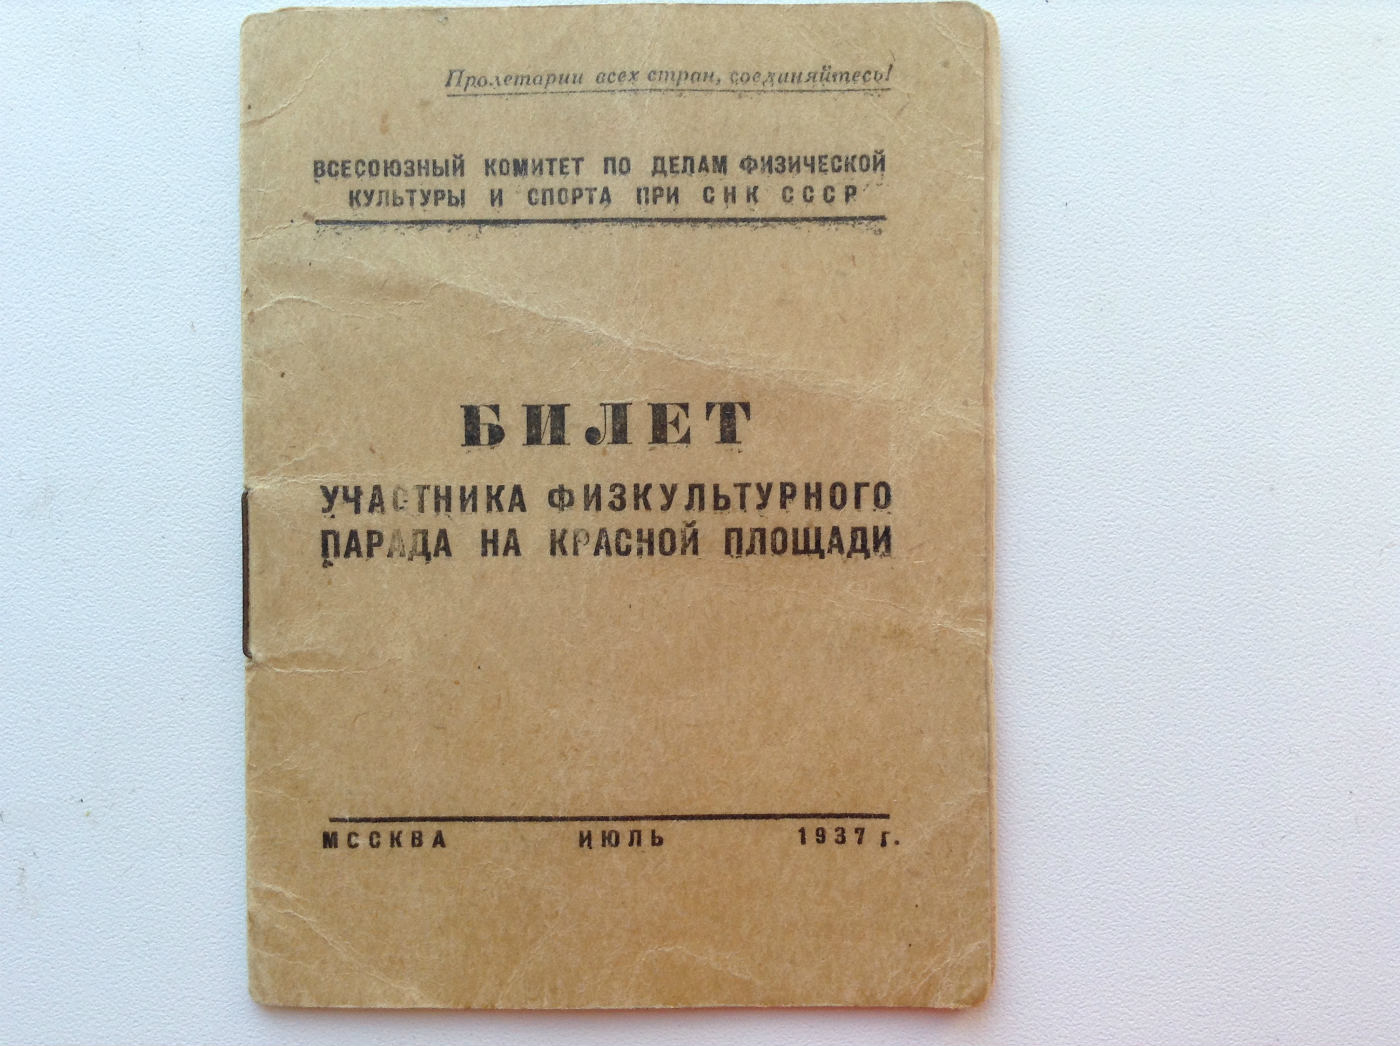 Пролетарии всех стран, соединяйтесь!
ВСЕСОЮЗНЫЙ КОМИТЕТ ПО ДЕЛАМ ФИЗИЧЕСКОЙ
КУЛЬТУРЫ И СПОРТА ПРИ СНК СССР
БИЛЕТ
УЧАСТНИКА ФИЗКУЛЬТУРНОГО
ПАРАДА НА КРАСНОЙ ПЛОЩАДИ
МОСКВА ИЮЛЬ 1937 г.